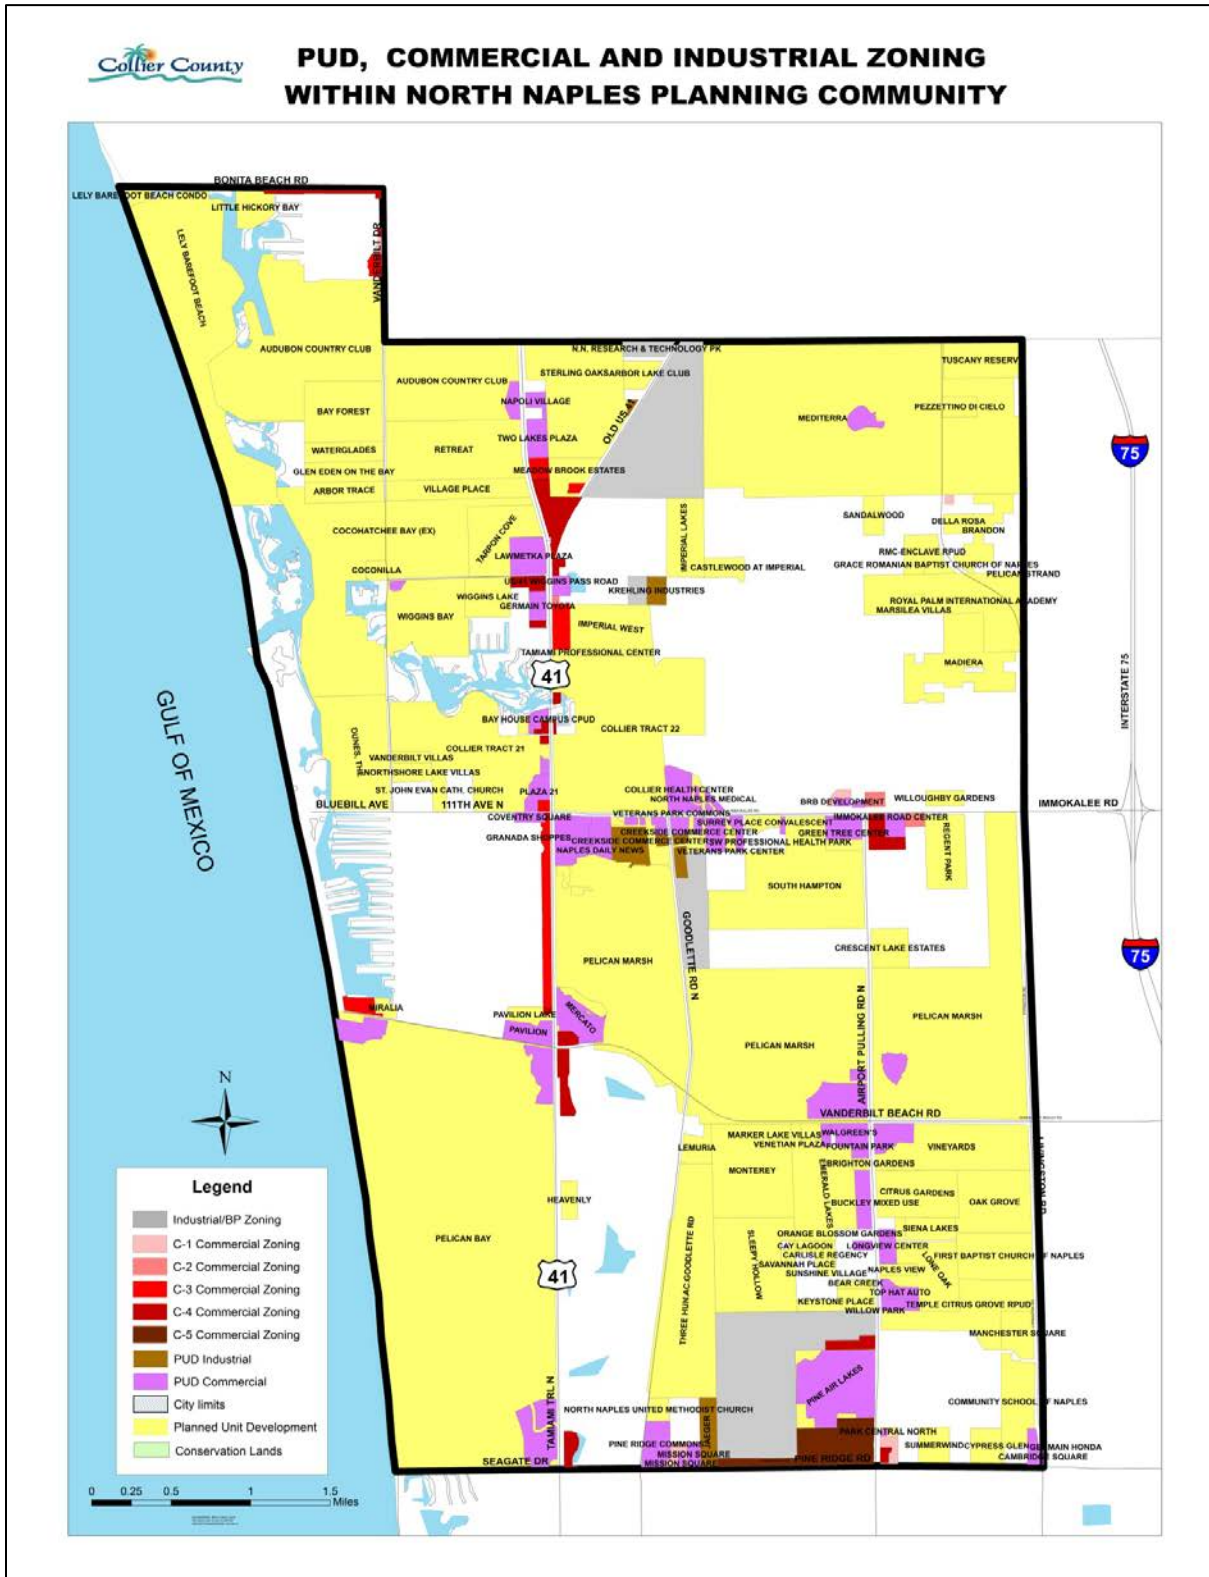 Collier County
PUD, COMMERCIAL AND INDUSTRIAL ZONING
WITHIN NORTH NAPLES PLANNING COMMUNITY
BONITA BEACH RD
LELY BAREFOOT BEACH CONDO
LITTLE HICKORY BAY
LELY BAREFOOT BEACH
VANDERBILT DR
AUDUBON COUNTRY CLUB
N.N. RESEARCH & TECHNOLOGY PK
TUSCANY RESERV
STERLING OAKS
ARBOR LAKE CLUB
AUDUBON COUNTRY CLUB
NAPOLI VILLAGE
OLD US 41
BAY FOREST
MEDITERRA
PEZZETTINO DI CIELO
TWO LAKES PLAZA
WATERGLADES
RETREAT
75
GLEN EDEN ON THE BAY
MEADOW BROOK ESTATES
ARBOR TRACE
VILLAGE PLACE
COCOHATCHEE BAY (EX)
TARPON COVE
IMPERIAL LAKES
SANDALWOOD
DELLA ROSA
BRANDON
LAWMETKA PLAZA
RMC-ENCLAVE RPUD
COCONILLA
CASTLEWOOD AT IMPERIAL
GRACE ROMANIAN BAPTIST CHURCH OF NAPLES
PELICAN STRAND
US41 WIGGINS PASS ROAD
KREHLING INDUSTRIES
WIGGINS LAKE
GERMAIN TOYOTA
ROYAL PALM INTERNATIONAL ACADEMY
MARSILEA VILLAS
WIGGINS BAY
IMPERIAL WEST
TAMIAMI PROFESSIONAL CENTER
MADIERA
41
INTERSTATE 75
GULF OF MEXICO
BAY HOUSE CAMPUS CPUD
COLLIER TRACT 22
DUNES, THE
COLLIER TRACT 21
VANDERBILT VILLAS
NORTHSHORE LAKE VILLAS
ST. JOHN EVAN CATH. CHURCH
PLAZA 21
COLLIER HEALTH CENTER
NORTH NAPLES MEDICAL
BRB DEVELOPMENT
WILLOUGHBY GARDENS
BLUEBILL AVE
111TH AVE N
IMMOKALEE RD
COVENTRY SQUARE
VETERANS PARK COMMONS
SURREY PLACE CONVALESCENT
IMMOKALEE ROAD CENTER
GRANADA SHOPPES
CREEKSIDE COMMERCE CENTER
CREEKSIDE COMMERCE CENTER
SW PROFESSIONAL HEALTH PARK
GREEN TREE CENTER
NAPLES DAILY NEWS
VETERANS PARK CENTER
REGENT PARK
SOUTH HAMPTON
GOODLETTE RD N
CRESCENT LAKE ESTATES
PELICAN MARSH
75
MIRALIA
PAVILION LAKE
MERCATO
PAVILION
AIRPORT PULLING RD N
PELICAN MARSH
PELICAN MARSH
N
VANDERBILT BEACH RD
LEMURIA
MARKER LAKE VILLAS
WALGREEN'S
VENETIAN PLAZA
FOUNTAIN PARK
VINEYARDS
LIVINGSTON RD
MONTEREY
BRIGHTON GARDENS
EMERALD LAKES
CITRUS GARDENS
BUCKLEY MIXED USE
OAK GROVE
HEAVENLY
PELICAN BAY
THREE HUN.AC.GOODLETTE RD
SLEEPY HOLLOW
ORANGE BLOSSOM GARDENS
SIENA LAKES
CAY LAGOON
LONGVIEW CENTER
CARLISLE REGENCY
FIRST BAPTIST CHURCH OF NAPLES
SAVANNAH PLACE
LONE OAK
SUNSHINE VILLAGE
NAPLES VIEW
BEAR CREEK
TOP HAT AUTO
KEYSTONE PLACE
TEMPLE CITRUS GROVE RPUD
WILLOW PARK
41
MANCHESTER SQUARE
PINE AIR LAKES
COMMUNITY SCHOOL OF NAPLES
TAMIAMI TRL N
NORTH NAPLES UNITED METHODIST CHURCH
JAEGER
PARK CENTRAL NORTH
PINE RIDGE COMMONS
SUMMERWIND
CYPRESS GLEN
GERMAIN HONDA
MISSION SQUARE
CAMBRIDGE SQUARE
SEAGATE DR
MISSION SQUARE
PINE RIDGE RD
Legend
Industrial/BP Zoning
C-1 Commercial Zoning
C-2 Commercial Zoning
C-3 Commercial Zoning
C-4 Commercial Zoning
C-5 Commercial Zoning
PUD Industrial
PUD Commercial
City limits
Planned Unit Development
Conservation Lands
0 0.25 0.5 1 1.5
Miles